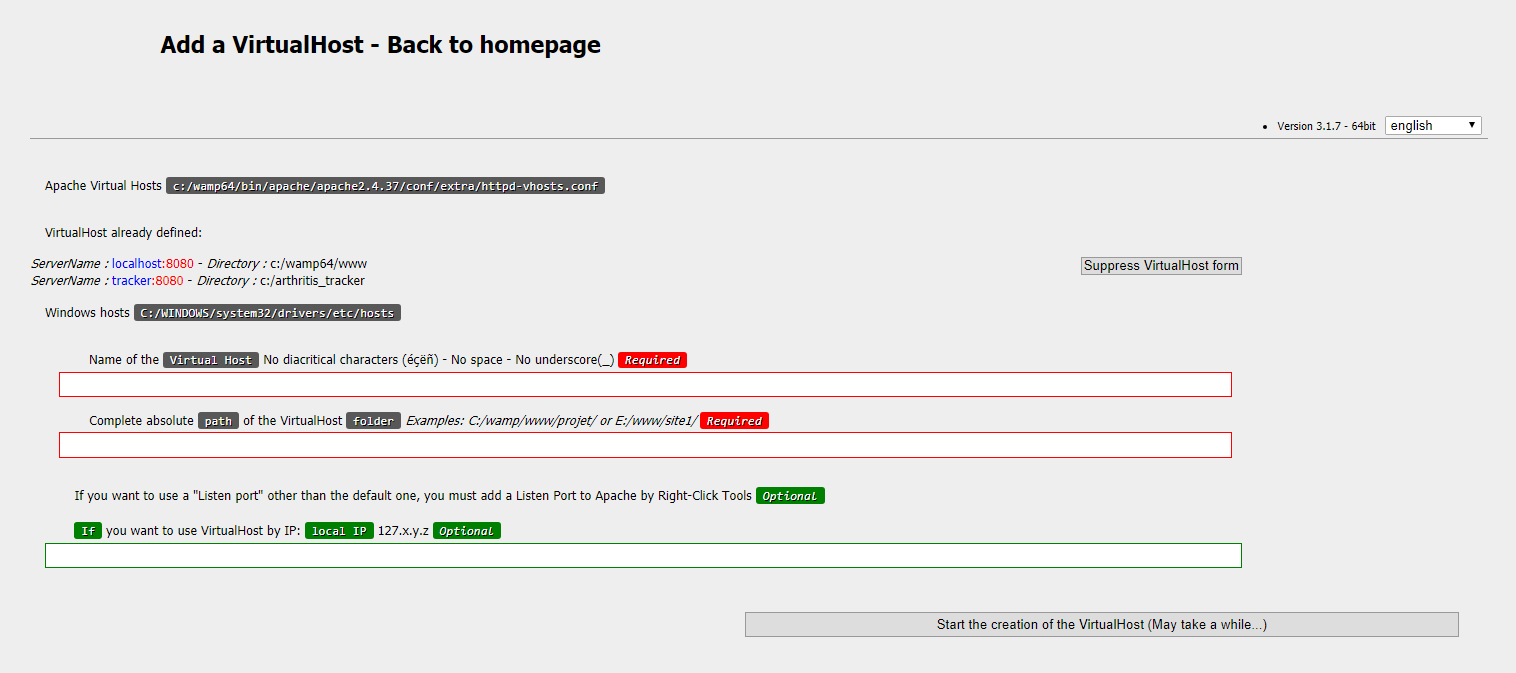 Add a VirtualHost - Back to homepage
• Version 3.1.7 - 64bit english
Apache Virtual Hosts c:/wamp64/bin/apache/apache2.4.37/conf/extra/httpd-vhosts.conf
VirtualHost already defined:
ServerName : localhost:8080 - Directory : c:/wamp64/www
Suppress VirtualHost form
ServerName : tracker:8080 - Directory : c:/arthritis_tracker
Windows hosts C:/WINDOWS/system32/drivers/etc/hosts
Name of the Virtual Host No diacritical characters (éçëñ) - No space - No underscore(_) Required
Complete absolute path of the VirtualHost folder Examples: C:/wamp/www/projet/ or E:/www/site1/ Required
If you want to use a "Listen port" other than the default one, you must add a Listen Port to Apache by Right-Click Tools Optional
If you want to use VirtualHost by IP: local IP 127.x.y.z Optional
Start the creation of the VirtualHost (May take a while...)